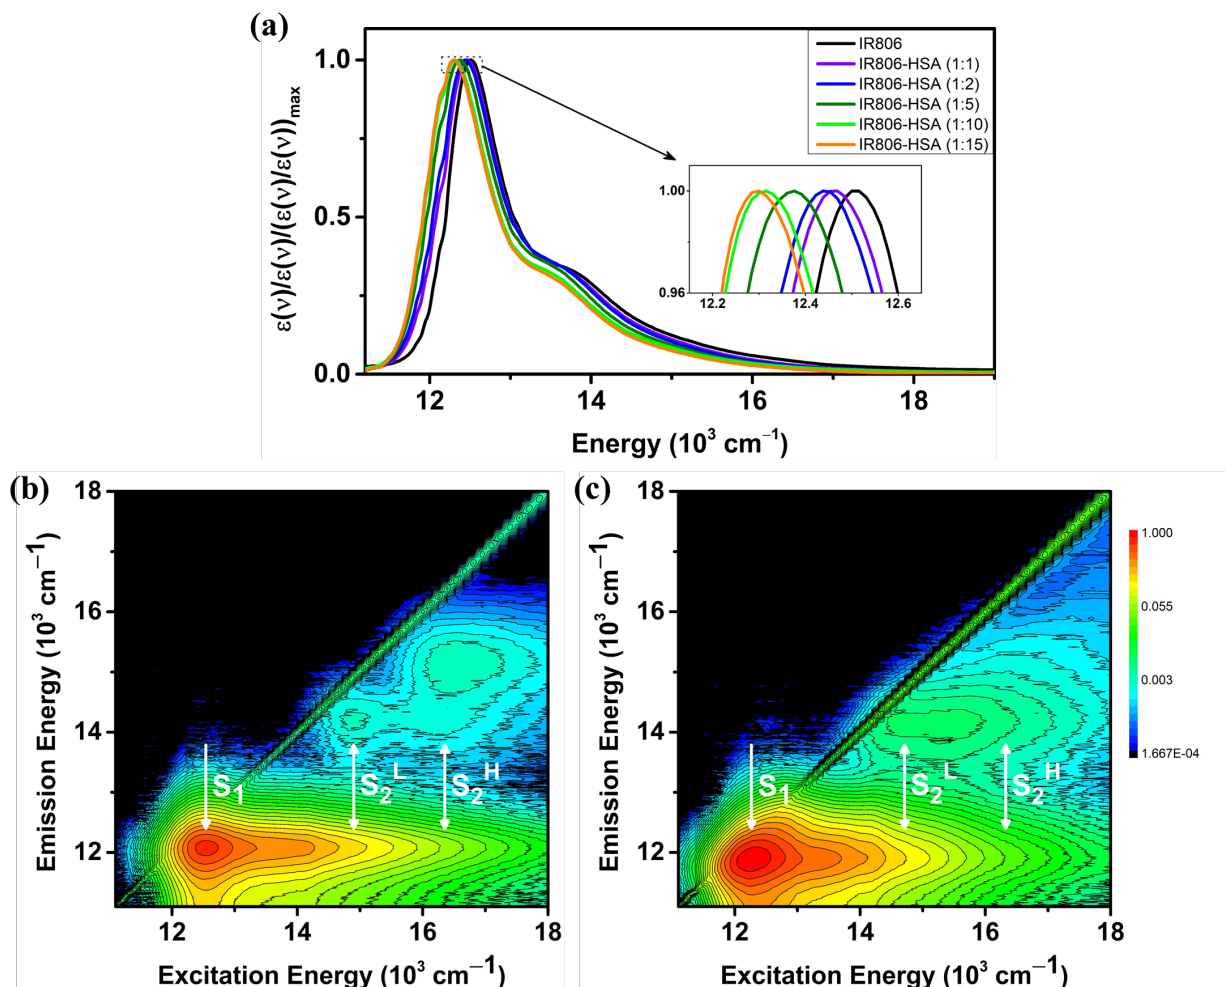 (a)
ε(ν)/ε(ν)/(ε(ν)/ε(ν))max
1.0
0.5
0.0
IR806
IR806-HSA (1:1)
IR806-HSA (1:2)
IR806-HSA (1:5)
IR806-HSA (1:10)
IR806-HSA (1:15)
1.00
0.96
12.2 12.4 12.6
12 14 16 18
Energy (10³ cm⁻¹)
(b)
Emission Energy (10³ cm⁻¹)
18
16
14
12
S₁
S₂ᴸ
S₂ᴴ
12 14 16 18
Excitation Energy (10³ cm⁻¹)
(c)
Emission Energy (10³ cm⁻¹)
18
16
14
12
S₁
S₂ᴸ
S₂ᴴ
12 14 16 18
Excitation Energy (10³ cm⁻¹)
1.000
0.055
0.003
1.667E-04